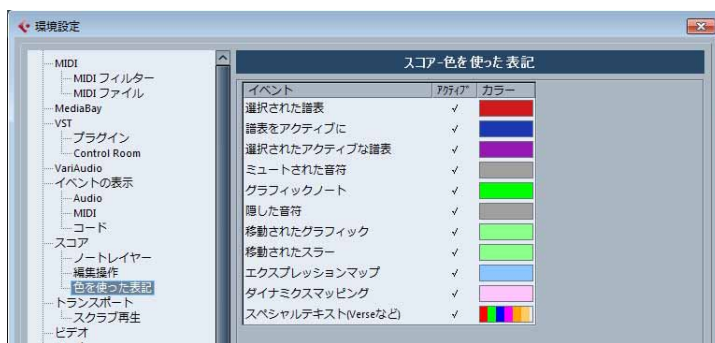 環境設定
MIDI
MIDI フィルター
MIDI ファイル
MediaBay
VST
プラグイン
Control Room
VariAudio
イベントの表示
Audio
MIDI
コード
スコア
ノートレイヤー
編集操作
色を使った表記
トランスポート
スクラブ再生
ビデオ
スコア-色を使った表記
イベント アクティブ カラー
選択された譜表 ✓
譜表をアクティブに ✓
選択されたアクティブな譜表 ✓
ミュートされた音符 ✓
グラフィックノート ✓
隠した音符 ✓
移動されたグラフィック ✓
移動されたスラー ✓
エクスプレッションマップ ✓
ダイナミクスマッピング ✓
スペシャルテキスト(Verseなど) ✓